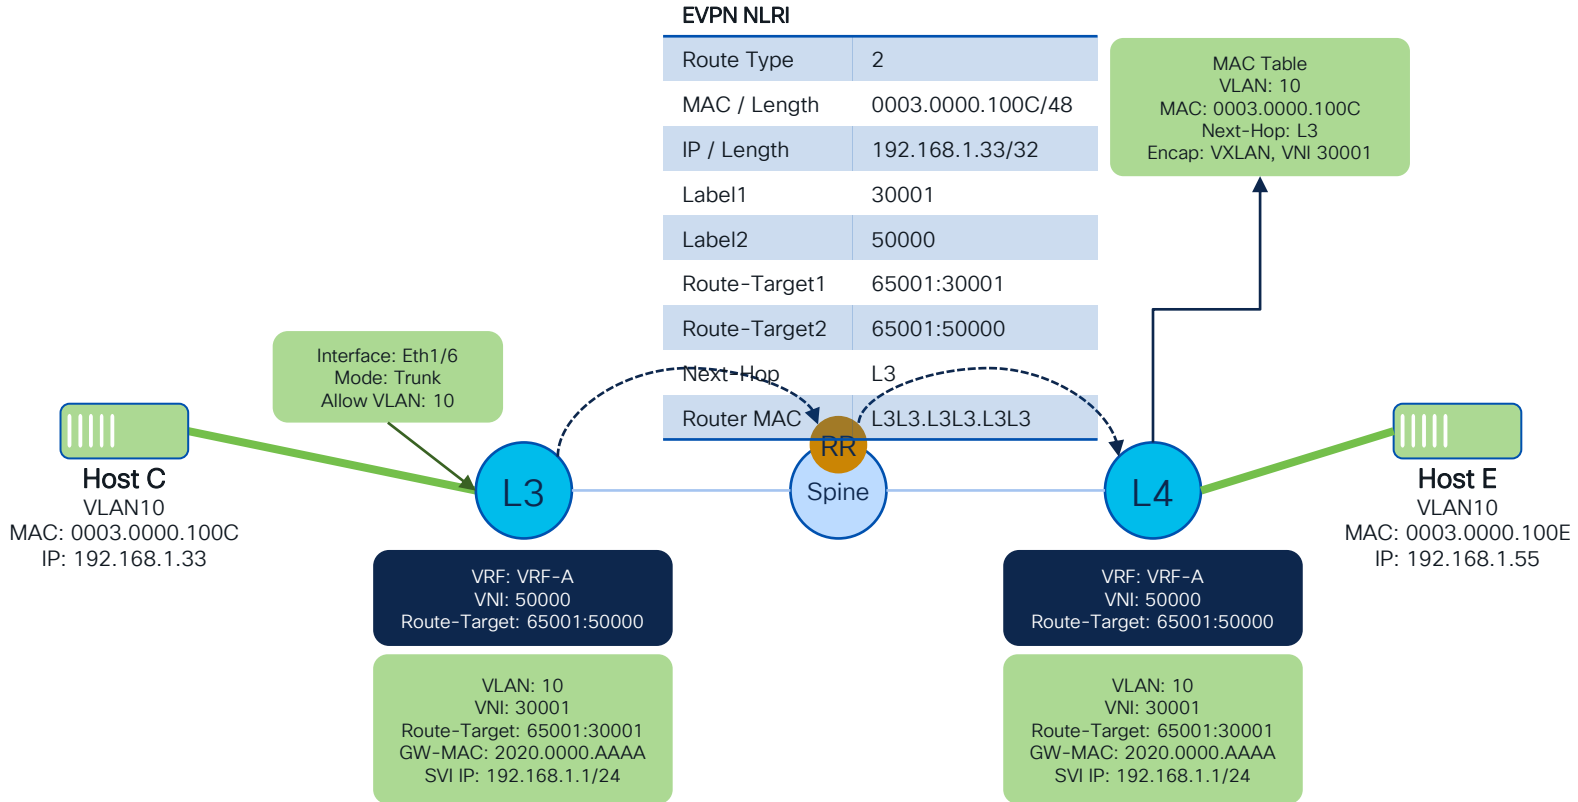 EVPN NLRI
Route Type 2
MAC / Length 0003.0000.100C/48
IP / Length 192.168.1.33/32
Label1 30001
Label2 50000
Route-Target1 65001:30001
Route-Target2 65001:50000
Next-Hop L3
Router MAC L3L3.L3L3.L3L3
MAC Table
VLAN: 10
MAC: 0003.0000.100C
Next-Hop: L3
Encap: VXLAN, VNI 30001
Interface: Eth1/6
Mode: Trunk
Allow VLAN: 10
Host C
VLAN10
MAC: 0003.0000.100C
IP: 192.168.1.33
L3
RR
Spine
L4
Host E
VLAN10
MAC: 0003.0000.100E
IP: 192.168.1.55
VRF: VRF-A
VNI: 50000
Route-Target: 65001:50000
VLAN: 10
VNI: 30001
Route-Target: 65001:30001
GW-MAC: 2020.0000.AAAA
SVI IP: 192.168.1.1/24
VRF: VRF-A
VNI: 50000
Route-Target: 65001:50000
VLAN: 10
VNI: 30001
Route-Target: 65001:30001
GW-MAC: 2020.0000.AAAA
SVI IP: 192.168.1.1/24